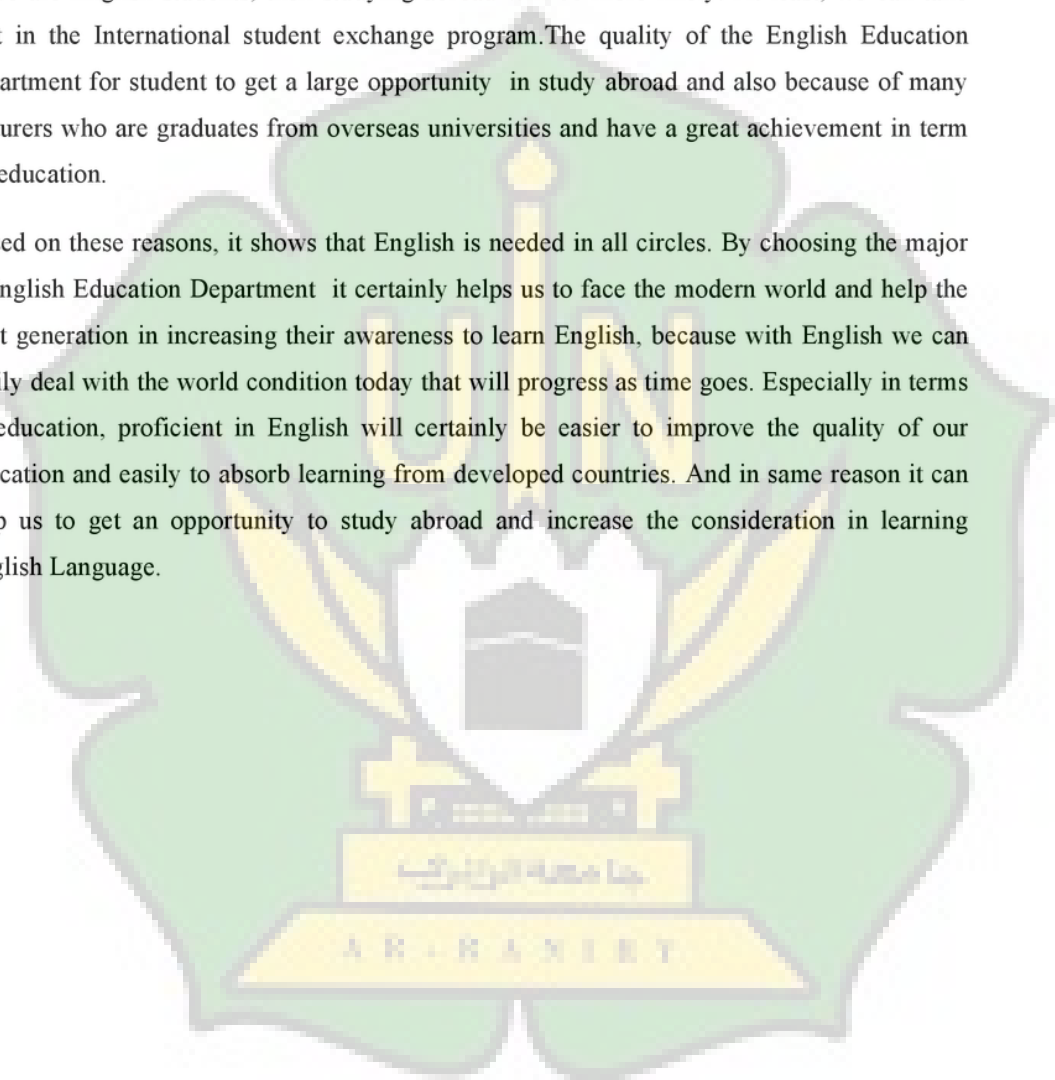 in the International student exchange program.The quality of the English Education
artment for student to get a large opportunity in study abroad and also because of many
urers who are graduates from overseas universities and have a great achievement in term
education.
ed on these reasons, it shows that English is needed in all circles. By choosing the major
nglish Education Department it certainly helps us to face the modern world and help the
t generation in increasing their awareness to learn English, because with English we can
ly deal with the world condition today that will progress as time goes. Especially in terms
education, proficient in English will certainly be easier to improve the quality of our
cation and easily to absorb learning from developed countries. And in same reason it can
p us to get an opportunity to study abroad and increase the consideration in learning
glish Language.
UIN
جامعة الرانيري
AR-RANIRY